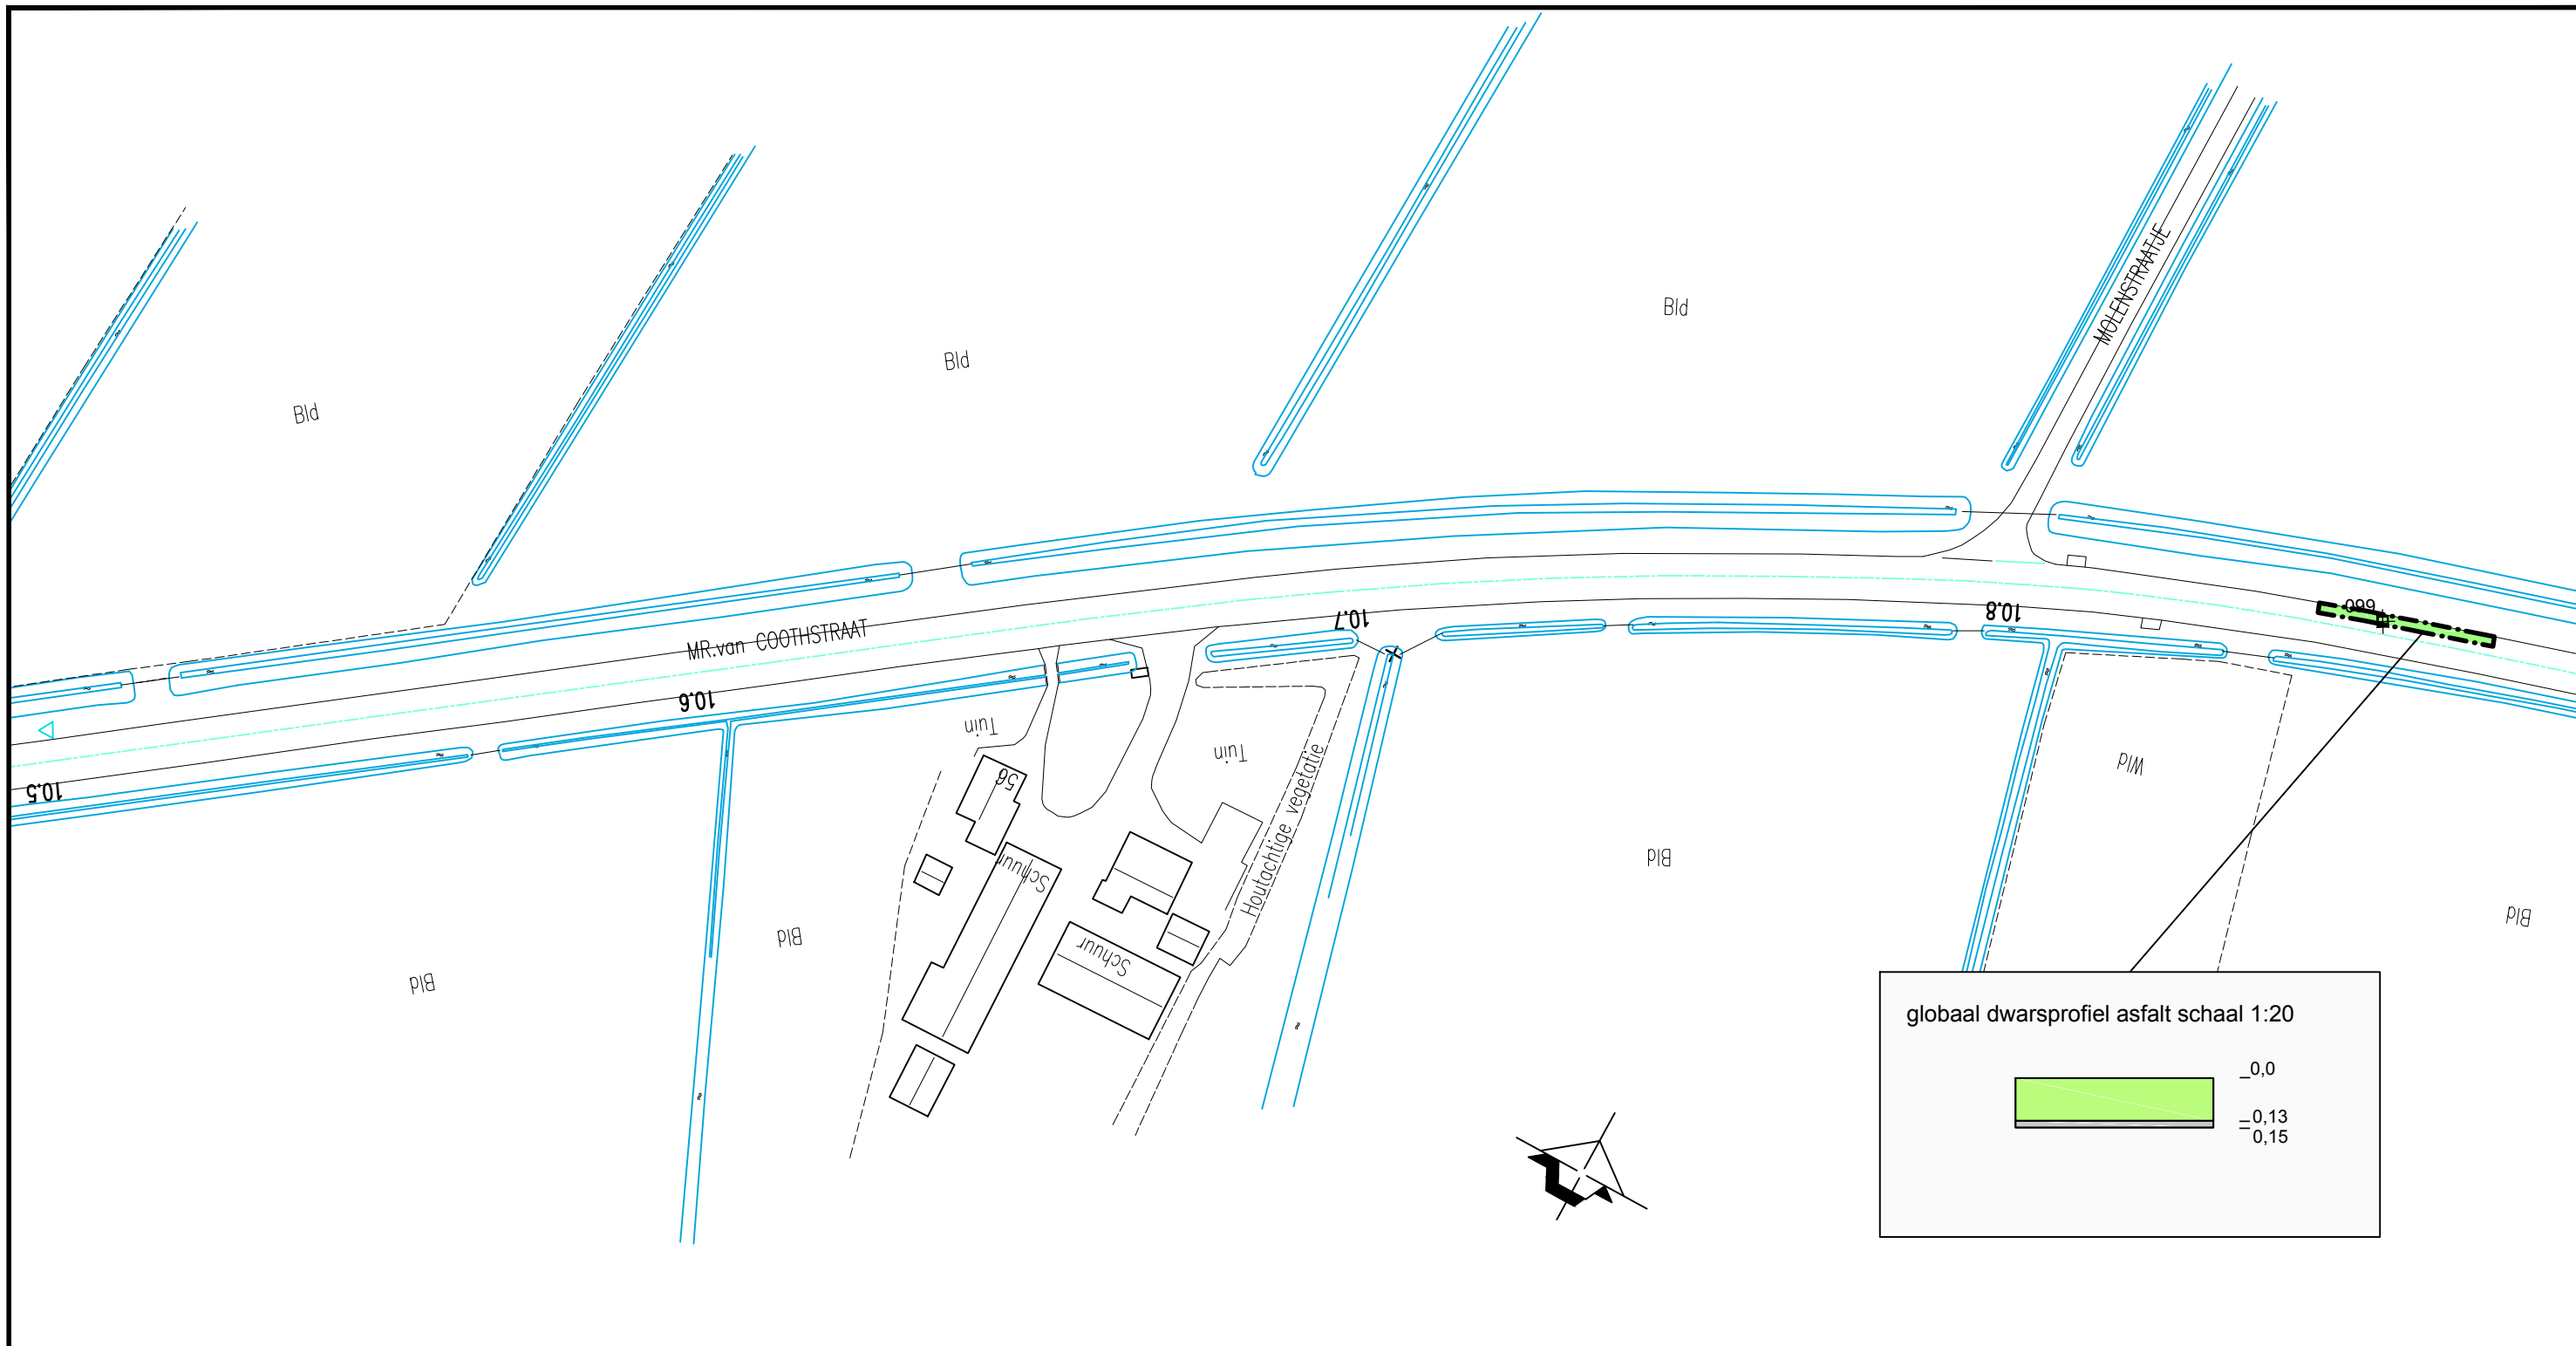 MOLENSTRAATJE
Bld
Bld
Bld
099
10.8
10.7
MR.van COOTHSTRAAT
10.6
Tuin
Tuin
Wld
56
10.5
Houtachtige vegetatie
Bld
Schuur
Bld
Bld
Schuur
Bld
globaal dwarsprofiel asfalt schaal 1:20
0,0
0,13
0,15